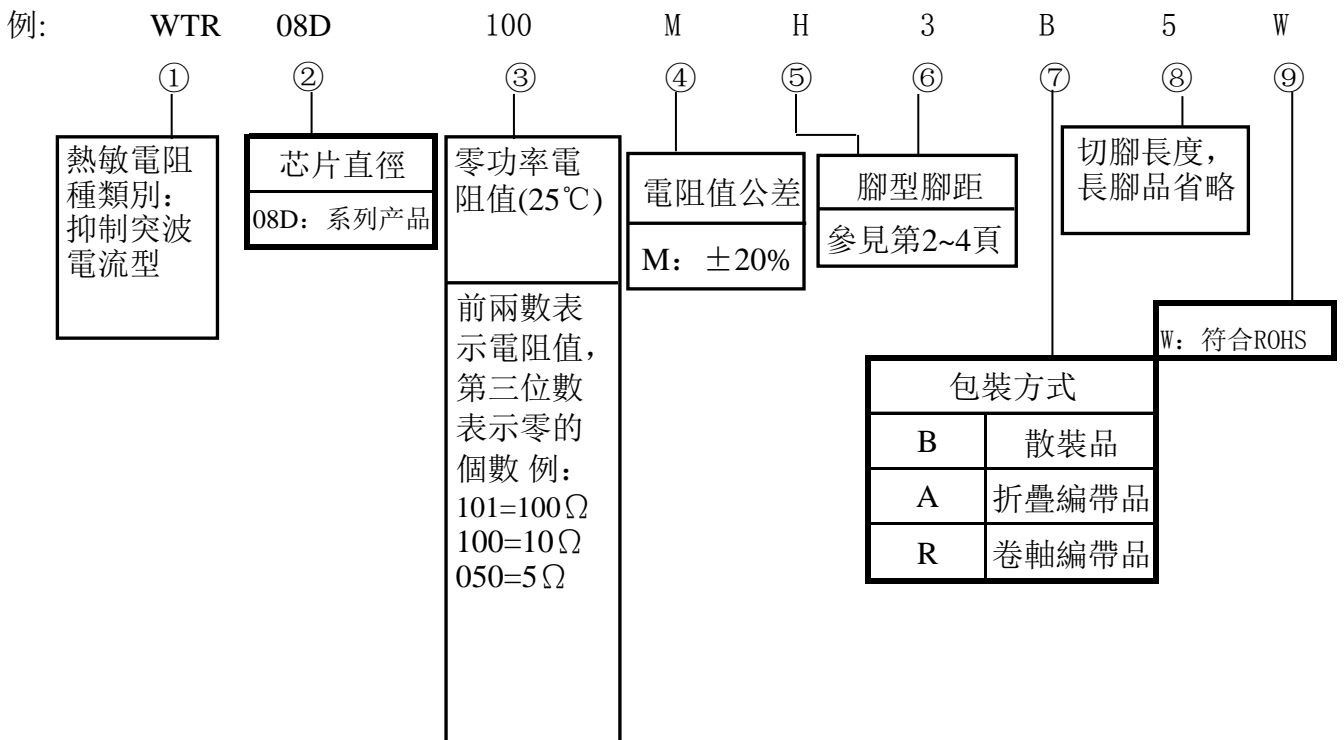 例: WTR 08D 100 M H 3 B 5 W
① ② ③ ④ ⑤ ⑥ ⑦ ⑧ ⑨
熱敏電阻
種類別：
抑制突波
電流型
芯片直徑
08D：系列产品
零功率電
阻值(25℃)
前兩數表
示電阻值，
第三位數
表示零的
個數 例：
101=100Ω
100=10Ω
050=5Ω
電阻值公差
M：±20%
腳型腳距
參見第2~4頁
切腳長度，
長腳品省略
W：符合ROHS
包裝方式
B 散裝品
A 折疊編帶品
R 卷軸編帶品